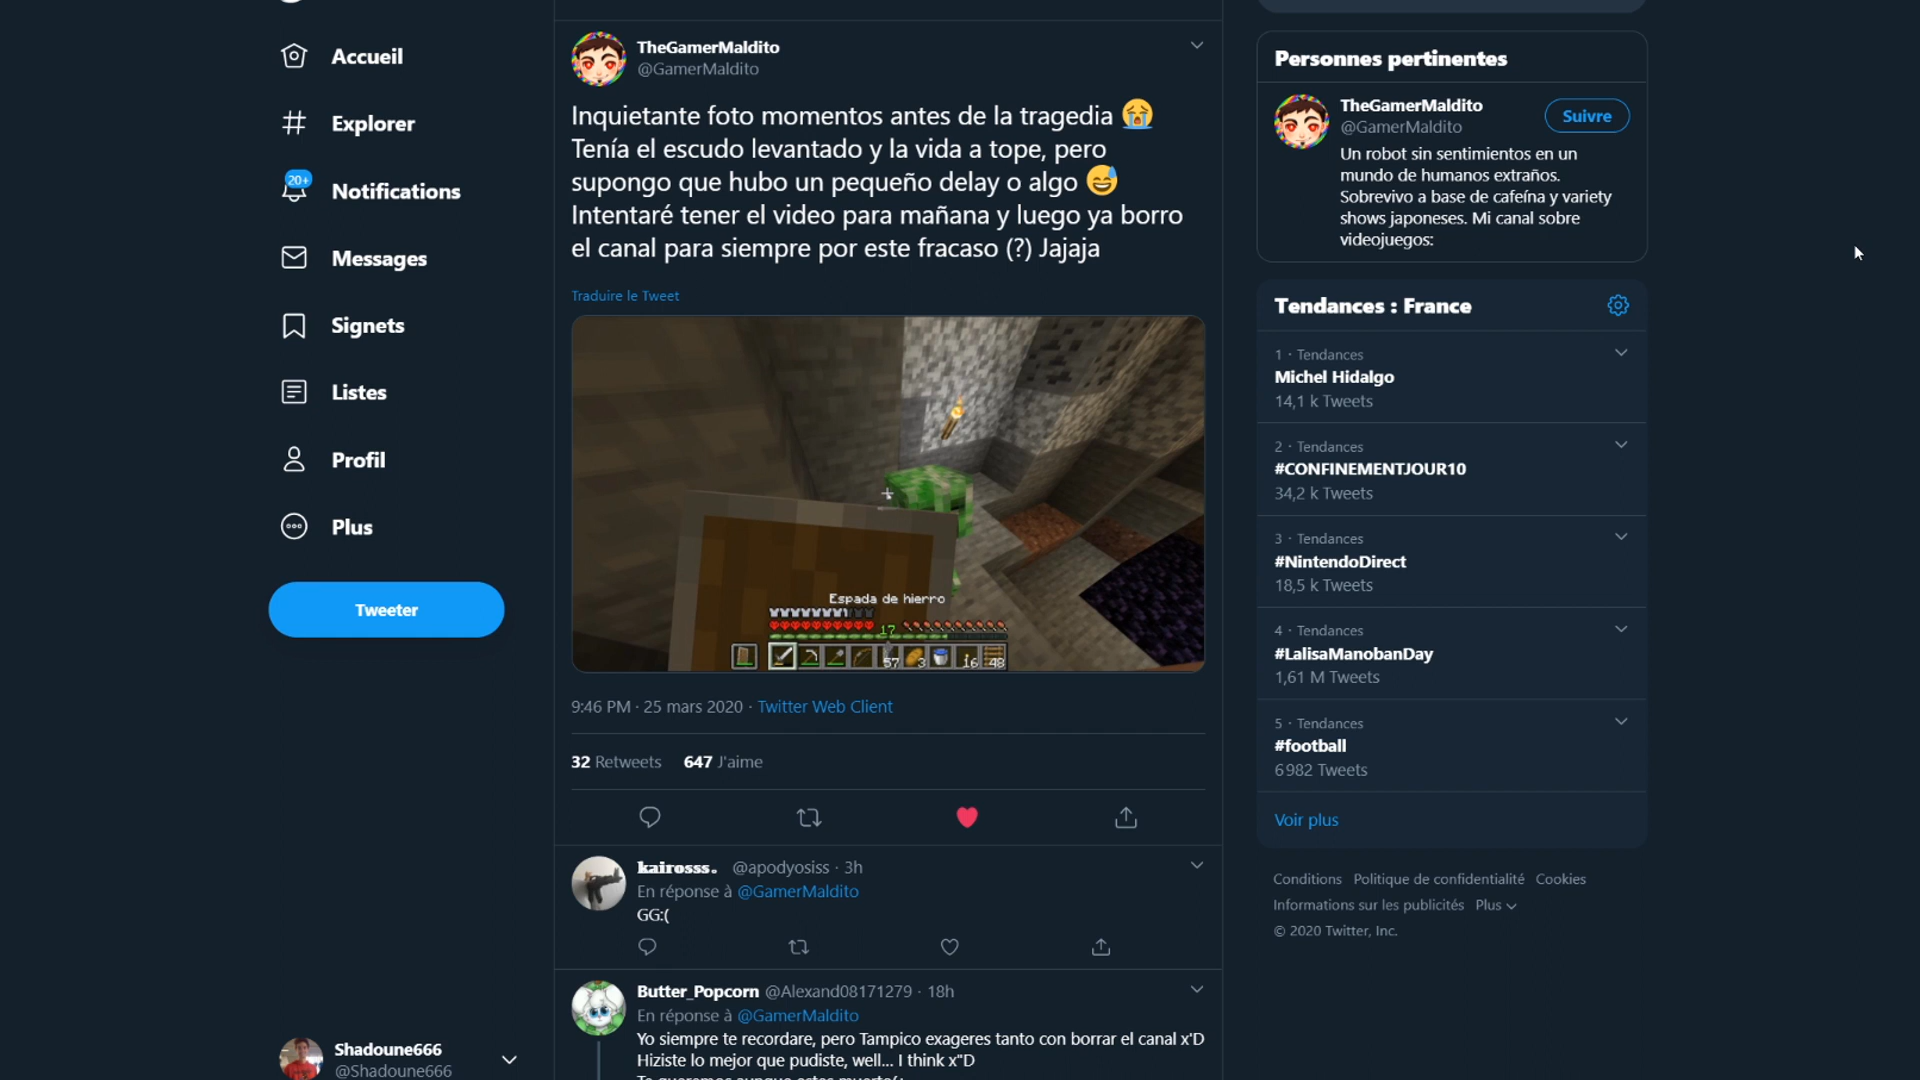 Accueil
Explorer
20+
Notifications
Messages
Signets
Listes
Profil
Plus
Tweeter
Shadoune666
@Shadoune666
TheGamerMaldito
@GamerMaldito
Inquietante foto momentos antes de la tragedia 😭
Tenía el escudo levantado y la vida a tope, pero
supongo que hubo un pequeño delay o algo 😅
Intentaré tener el video para mañana y luego ya borro
el canal para siempre por este fracaso (?) Jajaja
Traduire le Tweet
Espada de hierro
17
57 3 16 48
9:46 PM · 25 mars 2020 · Twitter Web Client
32 Retweets 647 J'aime
kairosss. @apodyosiss · 3h
En réponse à @GamerMaldito
GG:(
Butter_Popcorn @Alexand08171279 · 18h
En réponse à @GamerMaldito
Yo siempre te recordare, pero Tampico exageres tanto con borrar el canal x'D
Hiziste lo mejor que pudiste, well... I think x"D
Personnes pertinentes
TheGamerMaldito
@GamerMaldito
Suivre
Un robot sin sentimientos en un
mundo de humanos extraños.
Sobrevivo a base de cafeína y variety
shows japoneses. Mi canal sobre
videojuegos:
Tendances : France
1 · Tendances
Michel Hidalgo
14,1 k Tweets
2 · Tendances
#CONFINEMENTJOUR10
34,2 k Tweets
3 · Tendances
#NintendoDirect
18,5 k Tweets
4 · Tendances
#LalisaManobanDay
1,61 M Tweets
5 · Tendances
#football
6 982 Tweets
Voir plus
Conditions Politique de confidentialité Cookies
Informations sur les publicités Plus
© 2020 Twitter, Inc.